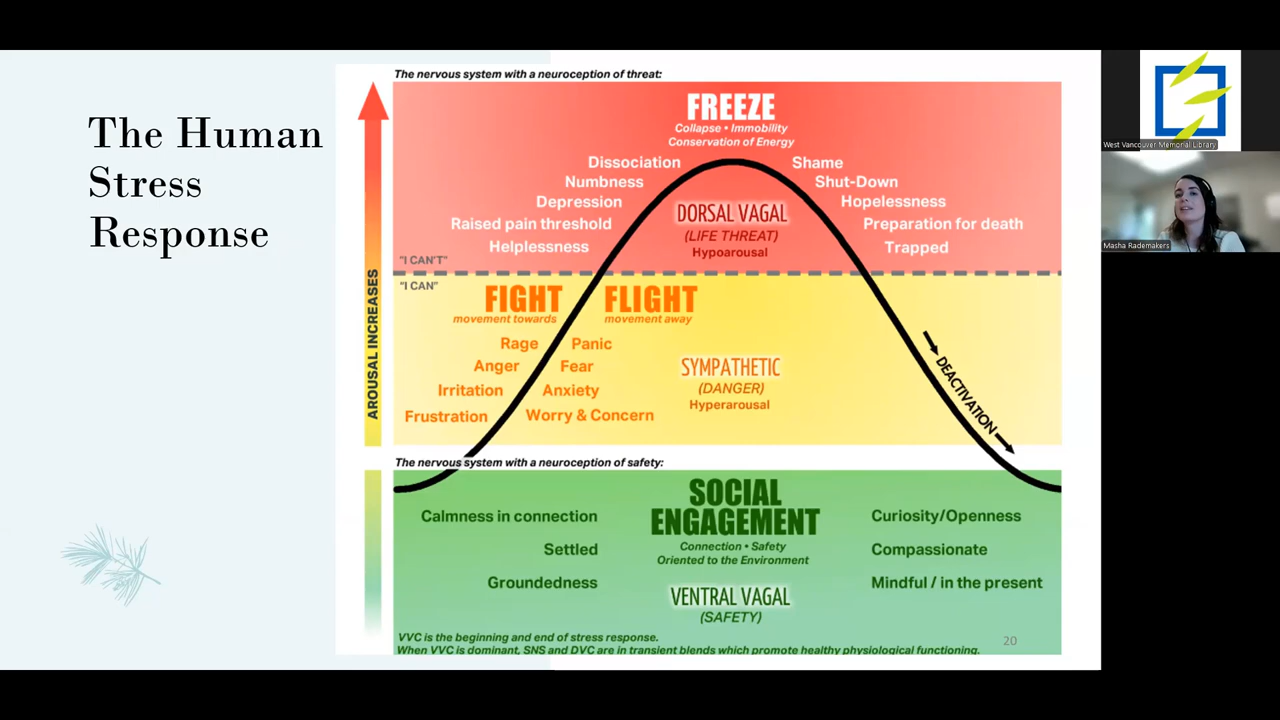 The Human
Stress
Response
The nervous system with a neuroception of threat:
FREEZE
Collapse • Immobility
Conservation of Energy
Dissociation
Numbness
Depression
Raised pain threshold
Helplessness
Shame
Shut-Down
Hopelessness
Preparation for death
Trapped
DORSAL VAGAL
(LIFE THREAT)
Hypoarousal
"I CAN'T"
"I CAN"
AROUSAL INCREASES
FIGHT
movement towards
FLIGHT
movement away
Rage
Anger
Irritation
Frustration
Panic
Fear
Anxiety
Worry & Concern
SYMPATHETIC
(DANGER)
Hyperarousal
DEACTIVATION
The nervous system with a neuroception of safety:
SOCIAL
ENGAGEMENT
Connection • Safety
Oriented to the Environment
Calmness in connection
Settled
Groundedness
Curiosity/Openness
Compassionate
Mindful / in the present
VENTRAL VAGAL
(SAFETY)
VVC is the beginning and end of stress response.
When VVC is dominant, SNS and DVC are in transient blends which promote healthy physiological functioning.
20
West Vancouver Memorial Library
Masha Rademakers